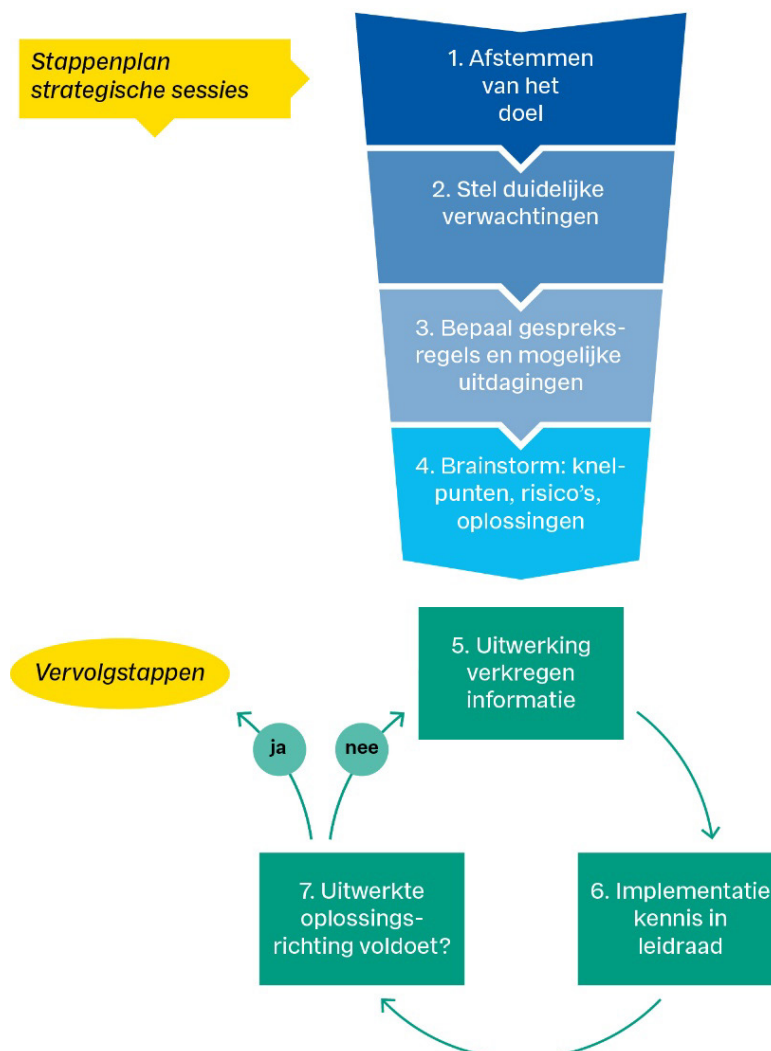 Stappenplan
strategische sessies
1. Afstemmen
van het
doel
2. Stel duidelijke
verwachtingen
3. Bepaal gespreks-
regels en mogelijke
uitdagingen
4. Brainstorm: knel-
punten, risico's,
oplossingen
5. Uitwerking
verkregen
informatie
Vervolgstappen
ja
nee
7. Uitwerkte
oplossings-
richting voldoet?
6. Implementatie
kennis in
leidraad